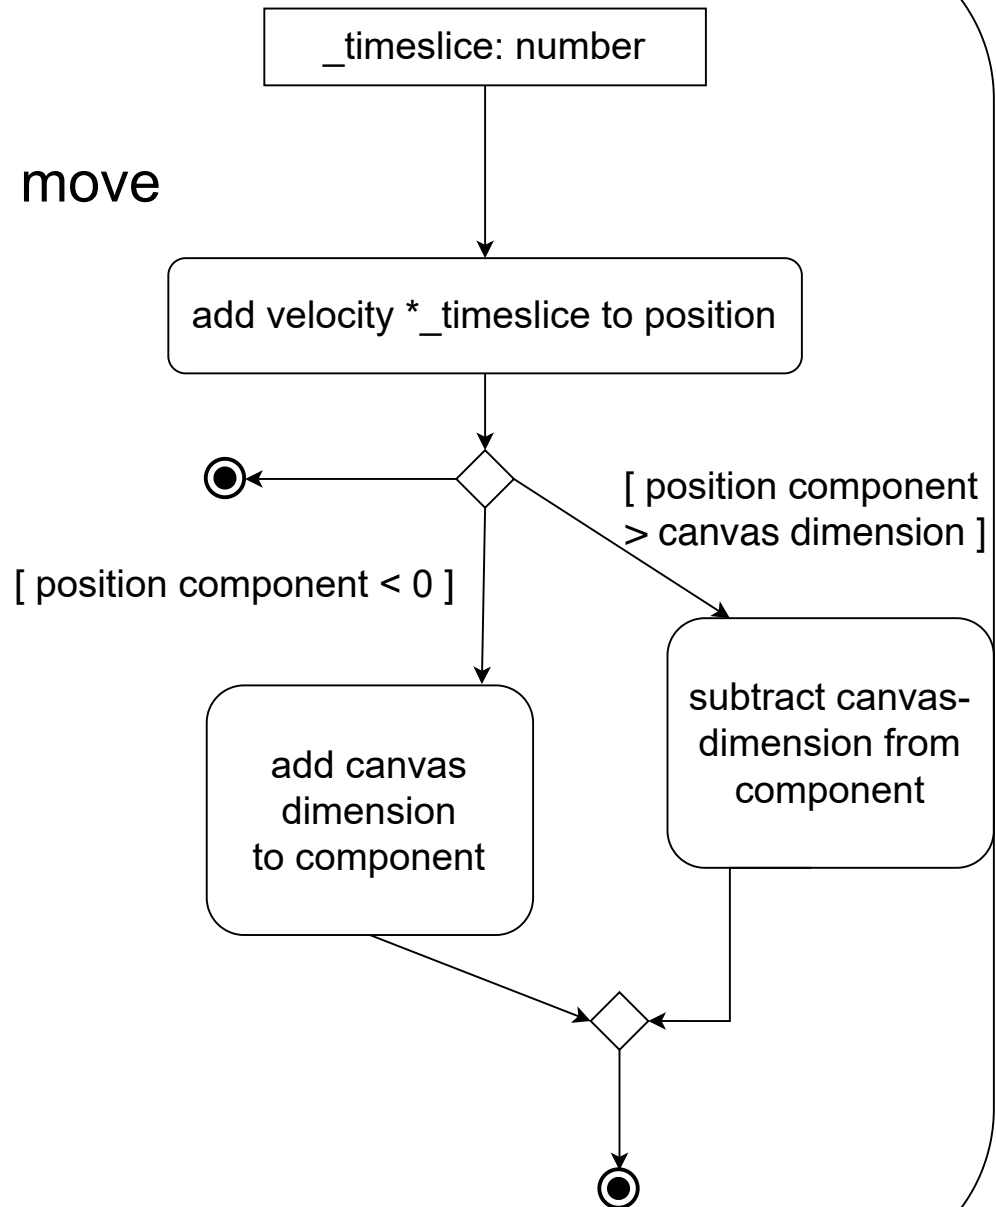 _timeslice: number
move
add velocity *_timeslice to position
[ position component
> canvas dimension ]
[ position component < 0 ]
subtract canvas-
dimension from
component
add canvas
dimension
to component